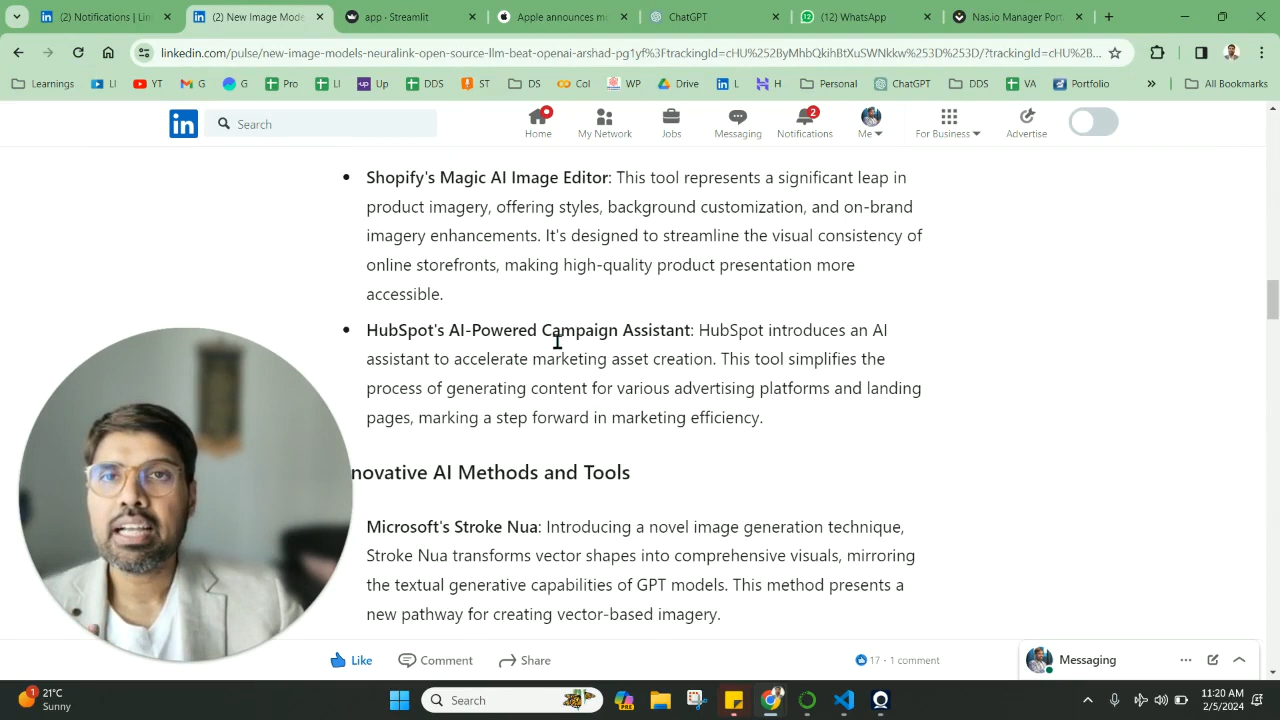 (2) Notifications | Lin
(2) New Image Mode
app · Streamlit
Apple announces mo
ChatGPT
(12) WhatsApp
Nas.io Manager Port
linkedin.com/pulse/new-image-models-neuralink-open-source-llm-beat-openai-arshad-pg1yf%3FtrackingId=cHU%252ByMhbQkihBtXuSWNkkw%253D%253D/?trackingId=cHU%2B...
Learnings
LI
YT
G
G
Pro
LI
Up
DDS
ST
DS
Col
WP
Drive
L
H
Personal
ChatGPT
DDS
VA
Portfolio
»
All Bookmarks
in
Search
Home
My Network
Jobs
Messaging
2
Notifications
Me
For Business
Advertise
• Shopify's Magic AI Image Editor: This tool represents a significant leap in
product imagery, offering styles, background customization, and on-brand
imagery enhancements. It's designed to streamline the visual consistency of
online storefronts, making high-quality product presentation more
accessible.
• HubSpot's AI-Powered Campaign Assistant: HubSpot introduces an AI
assistant to accelerate marketing asset creation. This tool simplifies the
process of generating content for various advertising platforms and landing
pages, marking a step forward in marketing efficiency.
novative AI Methods and Tools
Microsoft's Stroke Nua: Introducing a novel image generation technique,
Stroke Nua transforms vector shapes into comprehensive visuals, mirroring
the textual generative capabilities of GPT models. This method presents a
new pathway for creating vector-based imagery.
Like
Comment
Share
17 · 1 comment
Messaging
1
21°C
Sunny
Search
PRE
11:20 AM
2/5/2024